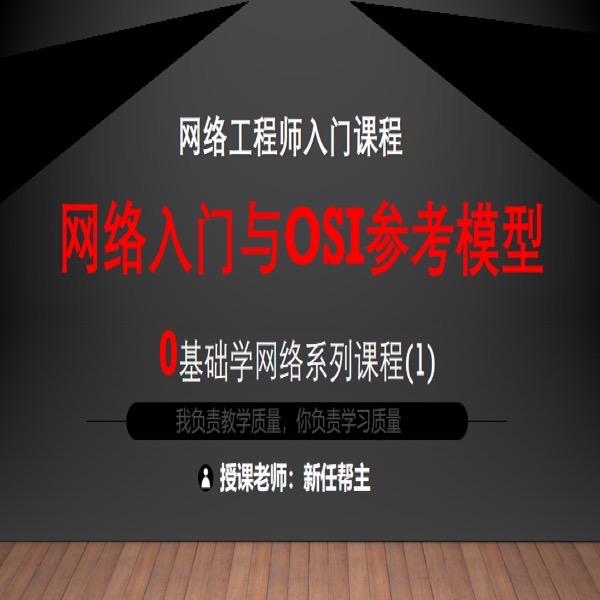 网络工程师入门课程
网络入门与OSI参考模型
0基础学网络系列课程(1)
我负责教学质量，你负责学习质量
授课老师：新任帮主